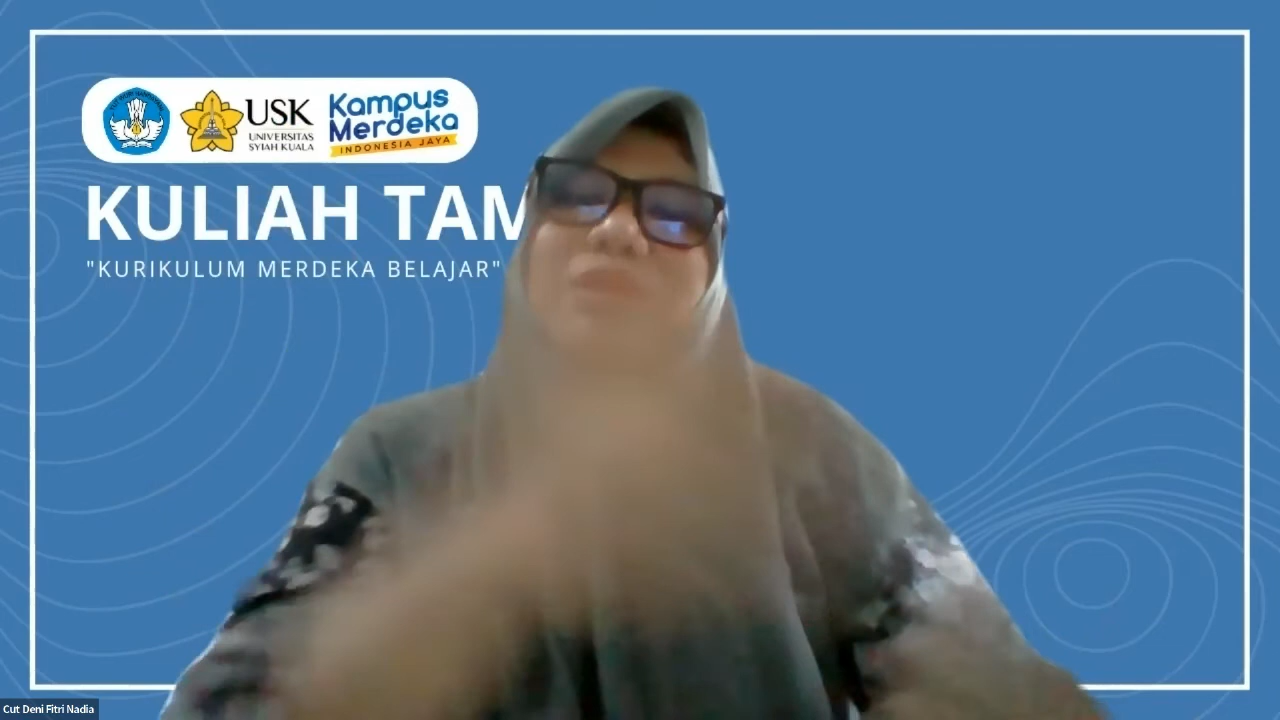 USK
UNIVERSITAS
SYIAH KUALA
Kampus
Merdeka
INDONESIA JAYA
KULIAH TAM
"KURIKULUM MERDEKA BELAJAR"
Cut Deni Fitri Nadia